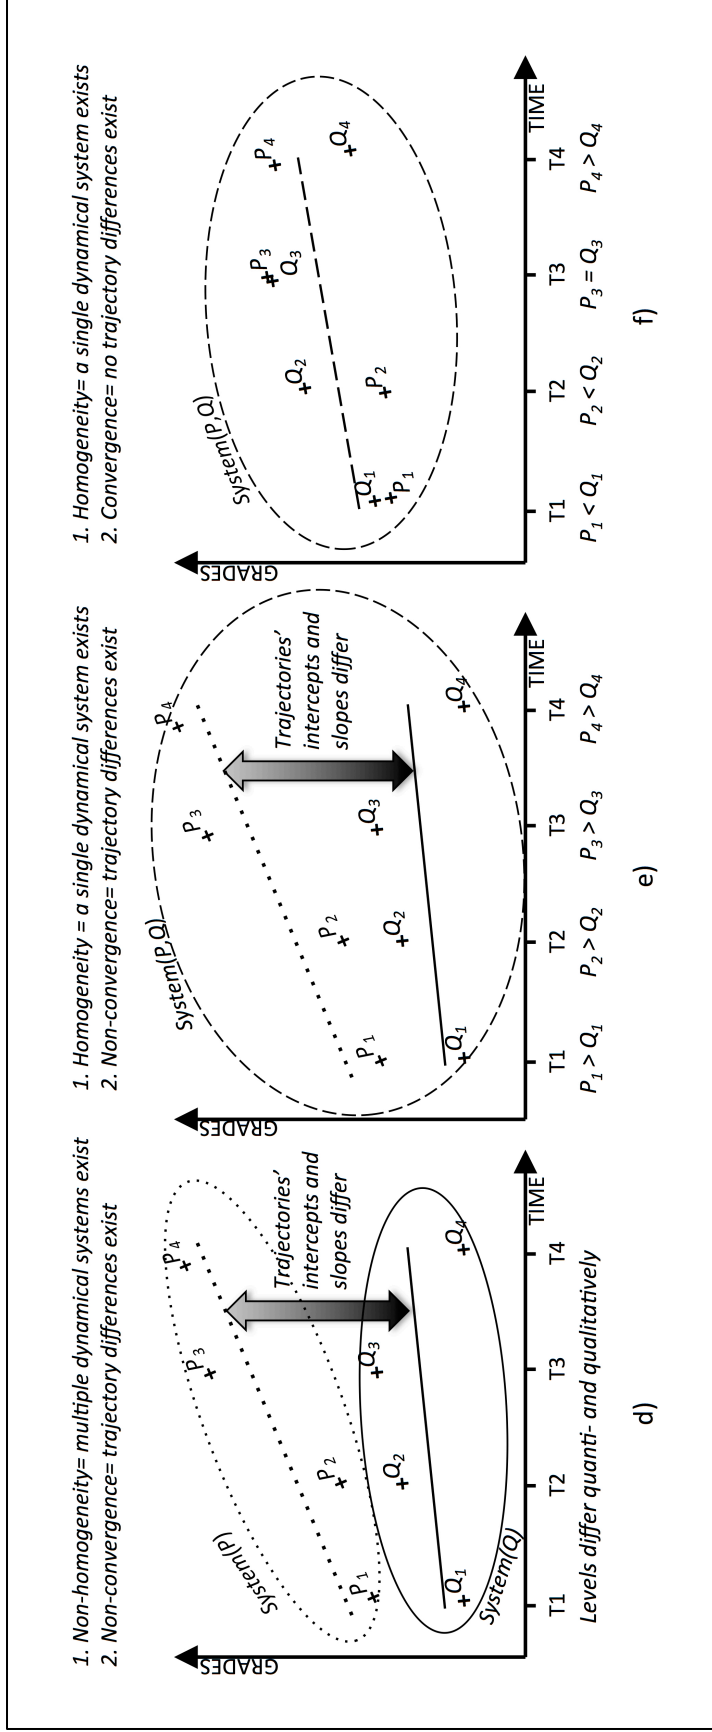 1. Non-homogeneity= multiple dynamical systems exist
2. Non-convergence= trajectory differences exist
GRADES
System(P)
P1
P2
P3
P4
Trajectories'
intercepts and
slopes differ
Q1
Q2
Q3
Q4
System(Q)
TIME
T1 T2 T3 T4
Levels differ quanti- and qualitatively
d)
1. Homogeneity = a single dynamical system exists
2. Non-convergence= trajectory differences exist
GRADES
System(P,Q)
P1
P2
P3
P4
Trajectories'
intercepts and
slopes differ
Q1
Q2
Q3
Q4
TIME
T1 T2 T3 T4
P1 > Q1 P2 > Q2 P3 > Q3 P4 > Q4
e)
1. Homogeneity= a single dynamical system exists
2. Convergence= no trajectory differences exist
GRADES
System(P,Q)
Q1
P1
Q2
P2
P3
Q3
P4
Q4
TIME
T1 T2 T3 T4
P1 < Q1 P2 < Q2 P3 = Q3 P4 > Q4
f)